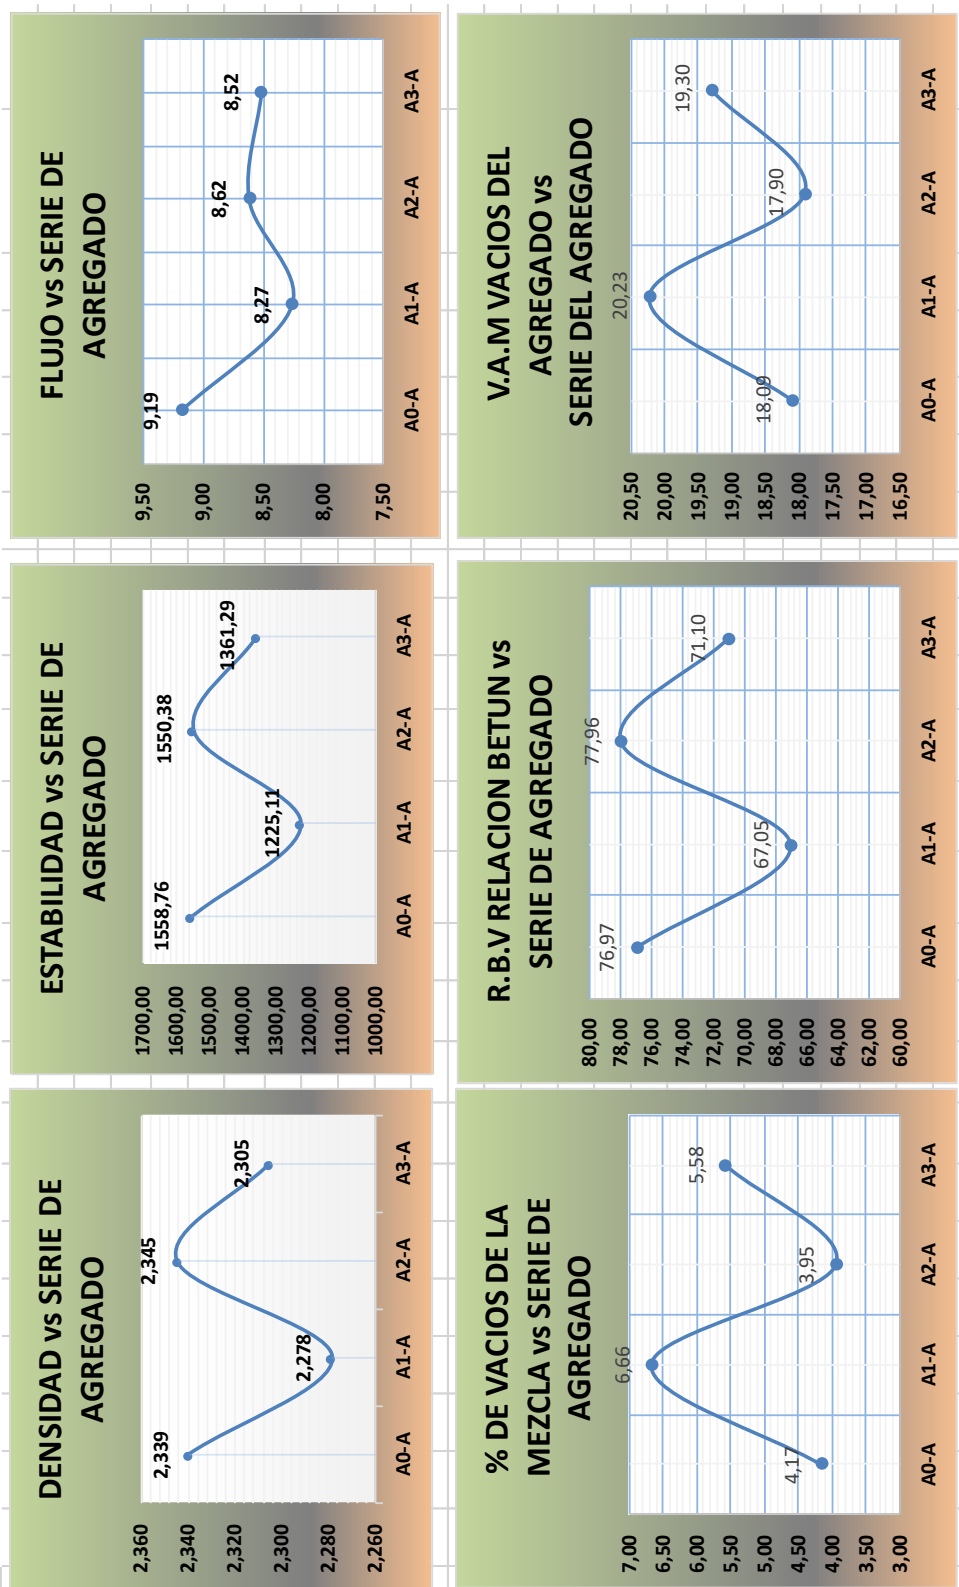 DENSIDAD vs SERIE DE
AGREGADO
2,360
2,340
2,320
2,300
2,280
2,260
2,339
2,278
2,345
2,305
A0-A
A1-A
A2-A
A3-A
ESTABILIDAD vs SERIE DE
AGREGADO
1700,00
1600,00
1500,00
1400,00
1300,00
1200,00
1100,00
1000,00
1558,76
1225,11
1550,38
1361,29
A0-A
A1-A
A2-A
A3-A
FLUJO vs SERIE DE
AGREGADO
9,50
9,00
8,50
8,00
7,50
9,19
8,27
8,62
8,52
A0-A
A1-A
A2-A
A3-A
% DE VACIOS DE LA
MEZCLA vs SERIE DE
AGREGADO
7,00
6,50
6,00
5,50
5,00
4,50
4,00
3,50
3,00
4,17
6,66
3,95
5,58
A0-A
A1-A
A2-A
A3-A
R.B.V RELACION BETUN vs
SERIE DE AGREGADO
80,00
78,00
76,00
74,00
72,00
70,00
68,00
66,00
64,00
62,00
60,00
76,97
67,05
77,96
71,10
A0-A
A1-A
A2-A
A3-A
V.A.M VACIOS DEL
AGREGADO vs
SERIE DEL AGREGADO
20,50
20,00
19,50
19,00
18,50
18,00
17,50
17,00
16,50
18,09
20,23
17,90
19,30
A0-A
A1-A
A2-A
A3-A